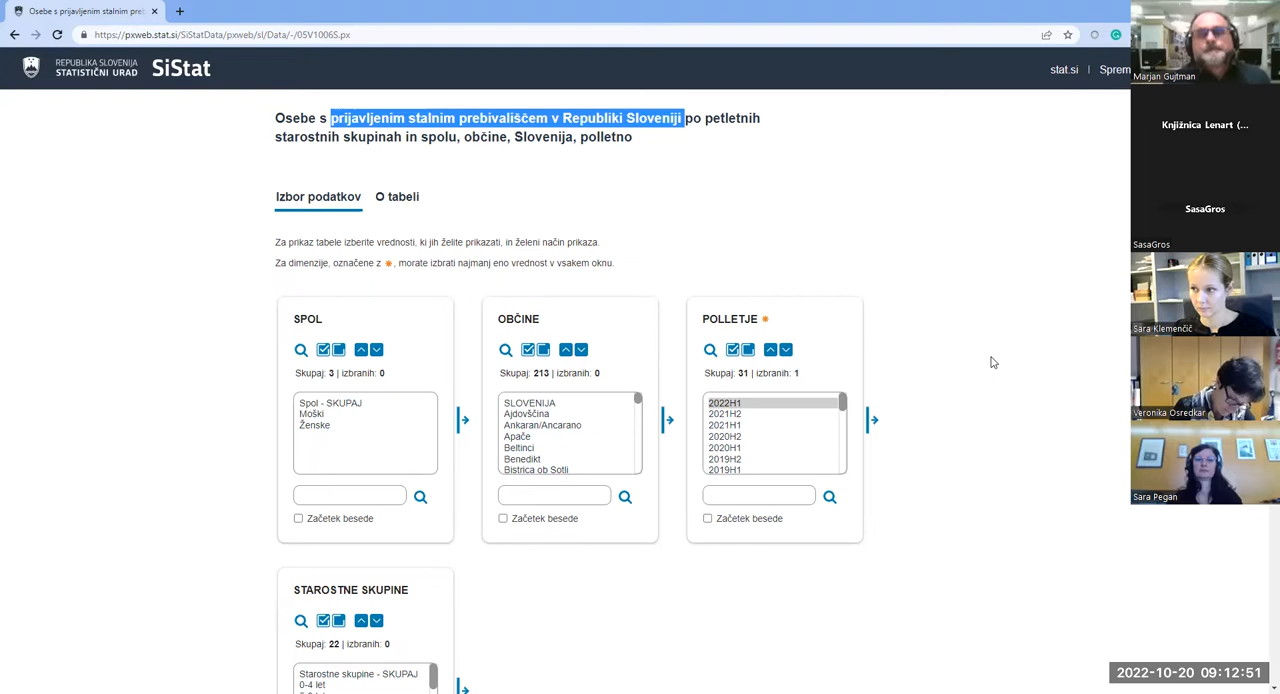 Osebe s prijavljenim stalnim preb
https://pxweb.stat.si/SiStatData/pxweb/sl/Data/-/05V1006S.px
REPUBLIKA SLOVENIJA
STATISTIČNI URAD
SiStat
stat.si
Sprem
Osebe s prijavljenim stalnim prebivališčem v Republiki Sloveniji po petletnih
starostnih skupinah in spolu, občine, Slovenija, polletno
Izbor podatkov
O tabeli
Za prikaz tabele izberite vrednosti, ki jih želite prikazati, in želeni način prikaza.
Za dimenzije, označene z *, morate izbrati najmanj eno vrednost v vsakem oknu.
SPOL
Skupaj: 3 | izbranih: 0
Spol - SKUPAJ
Moški
Ženske
Začetek besede
OBČINE
Skupaj: 213 | izbranih: 0
SLOVENIJA
Ajdovščina
Ankaran/Ancarano
Apače
Beltinci
Benedikt
Bistrica ob Sotli
Začetek besede
POLLETJE *
Skupaj: 31 | izbranih: 1
2022H1
2021H2
2021H1
2020H2
2020H1
2019H2
2019H1
Začetek besede
STAROSTNE SKUPINE
Skupaj: 22 | izbranih: 0
Starostne skupine - SKUPAJ
0-4 let
Marjan Gujtman
Knjižnica Lenart (...
SasaGros
SasaGros
Sara Klemenčič
Veronika Osredkar
Sara Pegan
2022-10-20 09:12:51